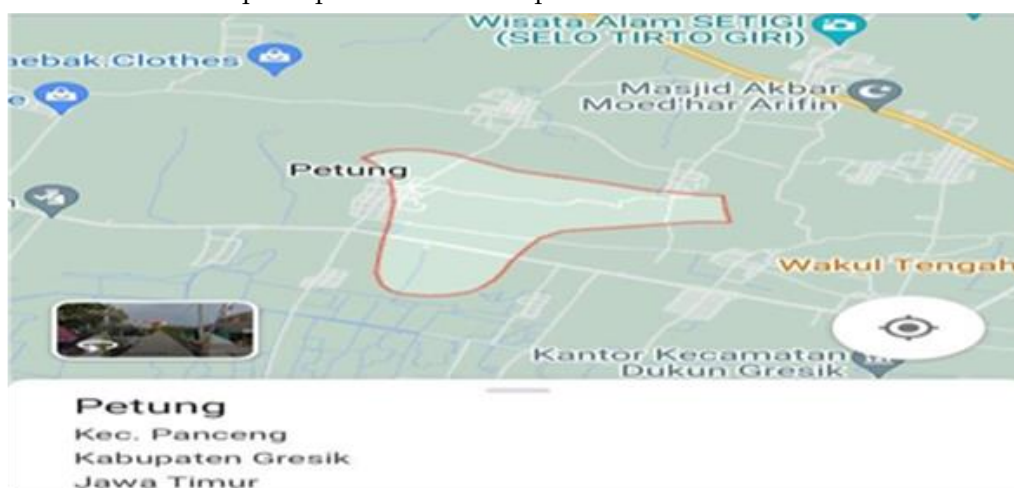 Wisata Alam SETIGI
(SELO TIRTO GIRI)
aebak.Clothes
Masjid Akbar
Moed'har Arifin
e
Petung
Wakul Tengah
Kantor Kecamatan
Dukun Gresik
Petung
Kec. Panceng
Kabupaten Gresik
Jawa Timur